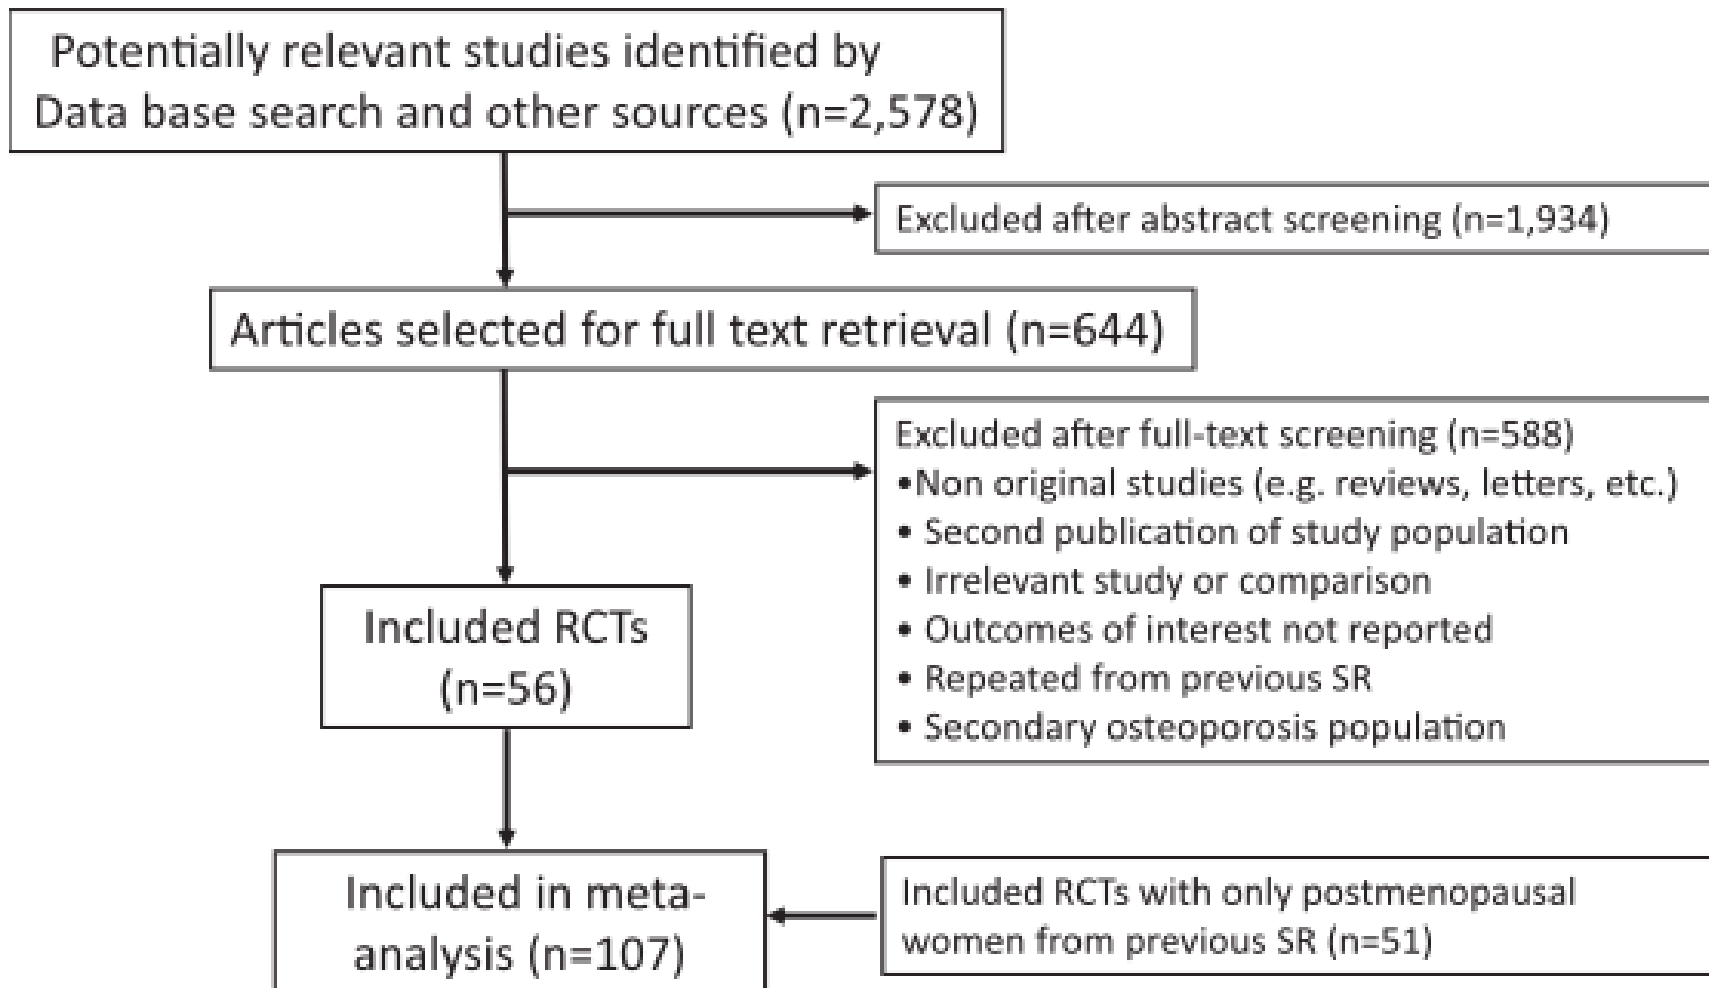 Potentially relevant studies identified by
Data base search and other sources (n=2,578)
Excluded after abstract screening (n=1,934)
Articles selected for full text retrieval (n=644)
Excluded after full-text screening (n=588)
•Non original studies (e.g. reviews, letters, etc.)
• Second publication of study population
• Irrelevant study or comparison
• Outcomes of interest not reported
• Repeated from previous SR
• Secondary osteoporosis population
Included RCTs
(n=56)
Included in meta-
analysis (n=107)
Included RCTs with only postmenopausal
women from previous SR (n=51)